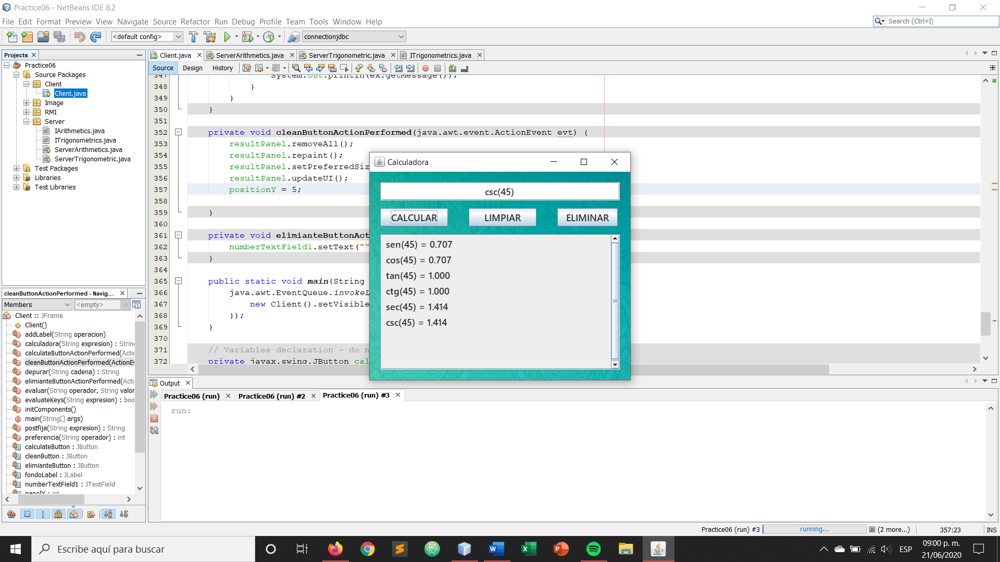 Practice06 - NetBeans IDE 8.2
File Edit Format Preview View Navigate Source Refactor Run Debug Profile Team Tools Window Help
Search (Ctrl+I)
<default config>
connectionjdbc
Projects
Client.java
ServerArithmetics.java
ServerTrigonometric.java
ITrigonometrics.java
Source Design History
Practice06
Source Packages
Client
Client.java
Image
RMI
Server
IArithmetics.java
ITrigonometrics.java
ServerArithmetics.java
ServerTrigonometric.java
Test Packages
Libraries
Test Libraries
347 System.out.println(ex.getMessage());
348 }
349 }
350 }
351
352 private void cleanButtonActionPerformed(java.awt.event.ActionEvent evt) {
353 resultPanel.removeAll();
354 resultPanel.repaint();
355 resultPanel.setPreferredSiz
356 resultPanel.updateUI();
357 positionY = 5;
358
359 }
360
361 private void elimianteButtonAct
362 numberTextField1.setText(""
363 }
364
365 public static void main(String
366 java.awt.EventQueue.invokeL
367 new Client().setVisible
368 });
369 }
370
371 // Variables declaration - do n
372 private javax.swing.JButton cal
Calculadora
csc(45)
CALCULAR LIMPIAR ELIMINAR
sen(45) = 0.707
cos(45) = 0.707
tan(45) = 1.000
ctg(45) = 1.000
sec(45) = 1.414
csc(45) = 1.414
cleanButtonActionPerformed - Navig...
Members
<empty>
Client :: JFrame
Client()
addLabel(String operacion)
calculadora(String expresion) : Strin
calculateButtonActionPerformed(Actio
cleanButtonActionPerformed(ActionEv
depurar(String cadena) : String
elimianteButtonActionPerformed(Acti
evaluar(String operador, String valor
evaluateKeys(String expresion) : boo
initComponents()
main(String[] args)
postfija(String expresion) : String
preferencia(String operador) : int
calculateButton : JButton
cleanButton : JButton
elimianteButton : JButton
fondoLabel : JLabel
numberTextField1 : JTextField
panelY : int
Output
Practice06 (run)
Practice06 (run) #2
Practice06 (run) #3
run:
Practice06 (run) #3
running...
(2 more...)
357:23
INS
Escribe aquí para buscar
ESP
09:00 p. m.
21/06/2020